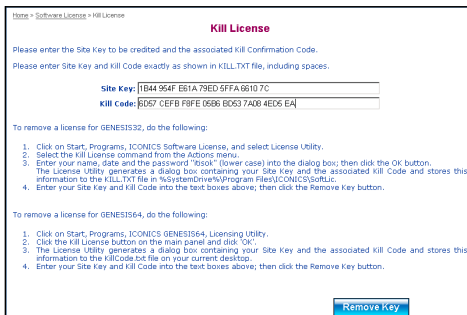 Home > Software License > Kill License
Kill License
Please enter the Site Key to be credited and the associated Kill Confirmation Code.
Please enter Site Key and Kill Code exactly as shown in KILL.TXT file, including spaces.
Site Key: 1B44 954F E61A 79ED 5FFA 6610 7C
Kill Code: 6D57 CEFB F8FE 05B6 BD53 7A08 4ED5 EA
To remove a license for GENESIS32, do the following:
1. Click on Start, Programs, ICONICS Software License, and select License Utility.
2. Select the Kill License command from the Actions menu.
3. Enter your name, date and the password "itisok" (lower case) into the dialog box; then click the OK button.
The License Utility generates a dialog box containing your Site Key and the associated Kill Code and stores this
information to the KILL.TXT file in %SystemDrive%\Program Files\ICONICS\SoftLic.
4. Enter your Site Key and Kill Code into the text boxes above; then click the Remove Key button.
To remove a license for GENESIS64, do the following:
1. Click on Start, Programs, ICONICS GENESIS64, Licensing Utility.
2. Click the Kill License button on the main panel and click 'OK'.
3. The License Utility generates a dialog box containing your Site Key and the associated Kill Code and stores this
information to the KillCode.txt file on your current desktop.
4. Enter your Site Key and Kill Code into the text boxes above; then click the Remove Key button.
Remove Key